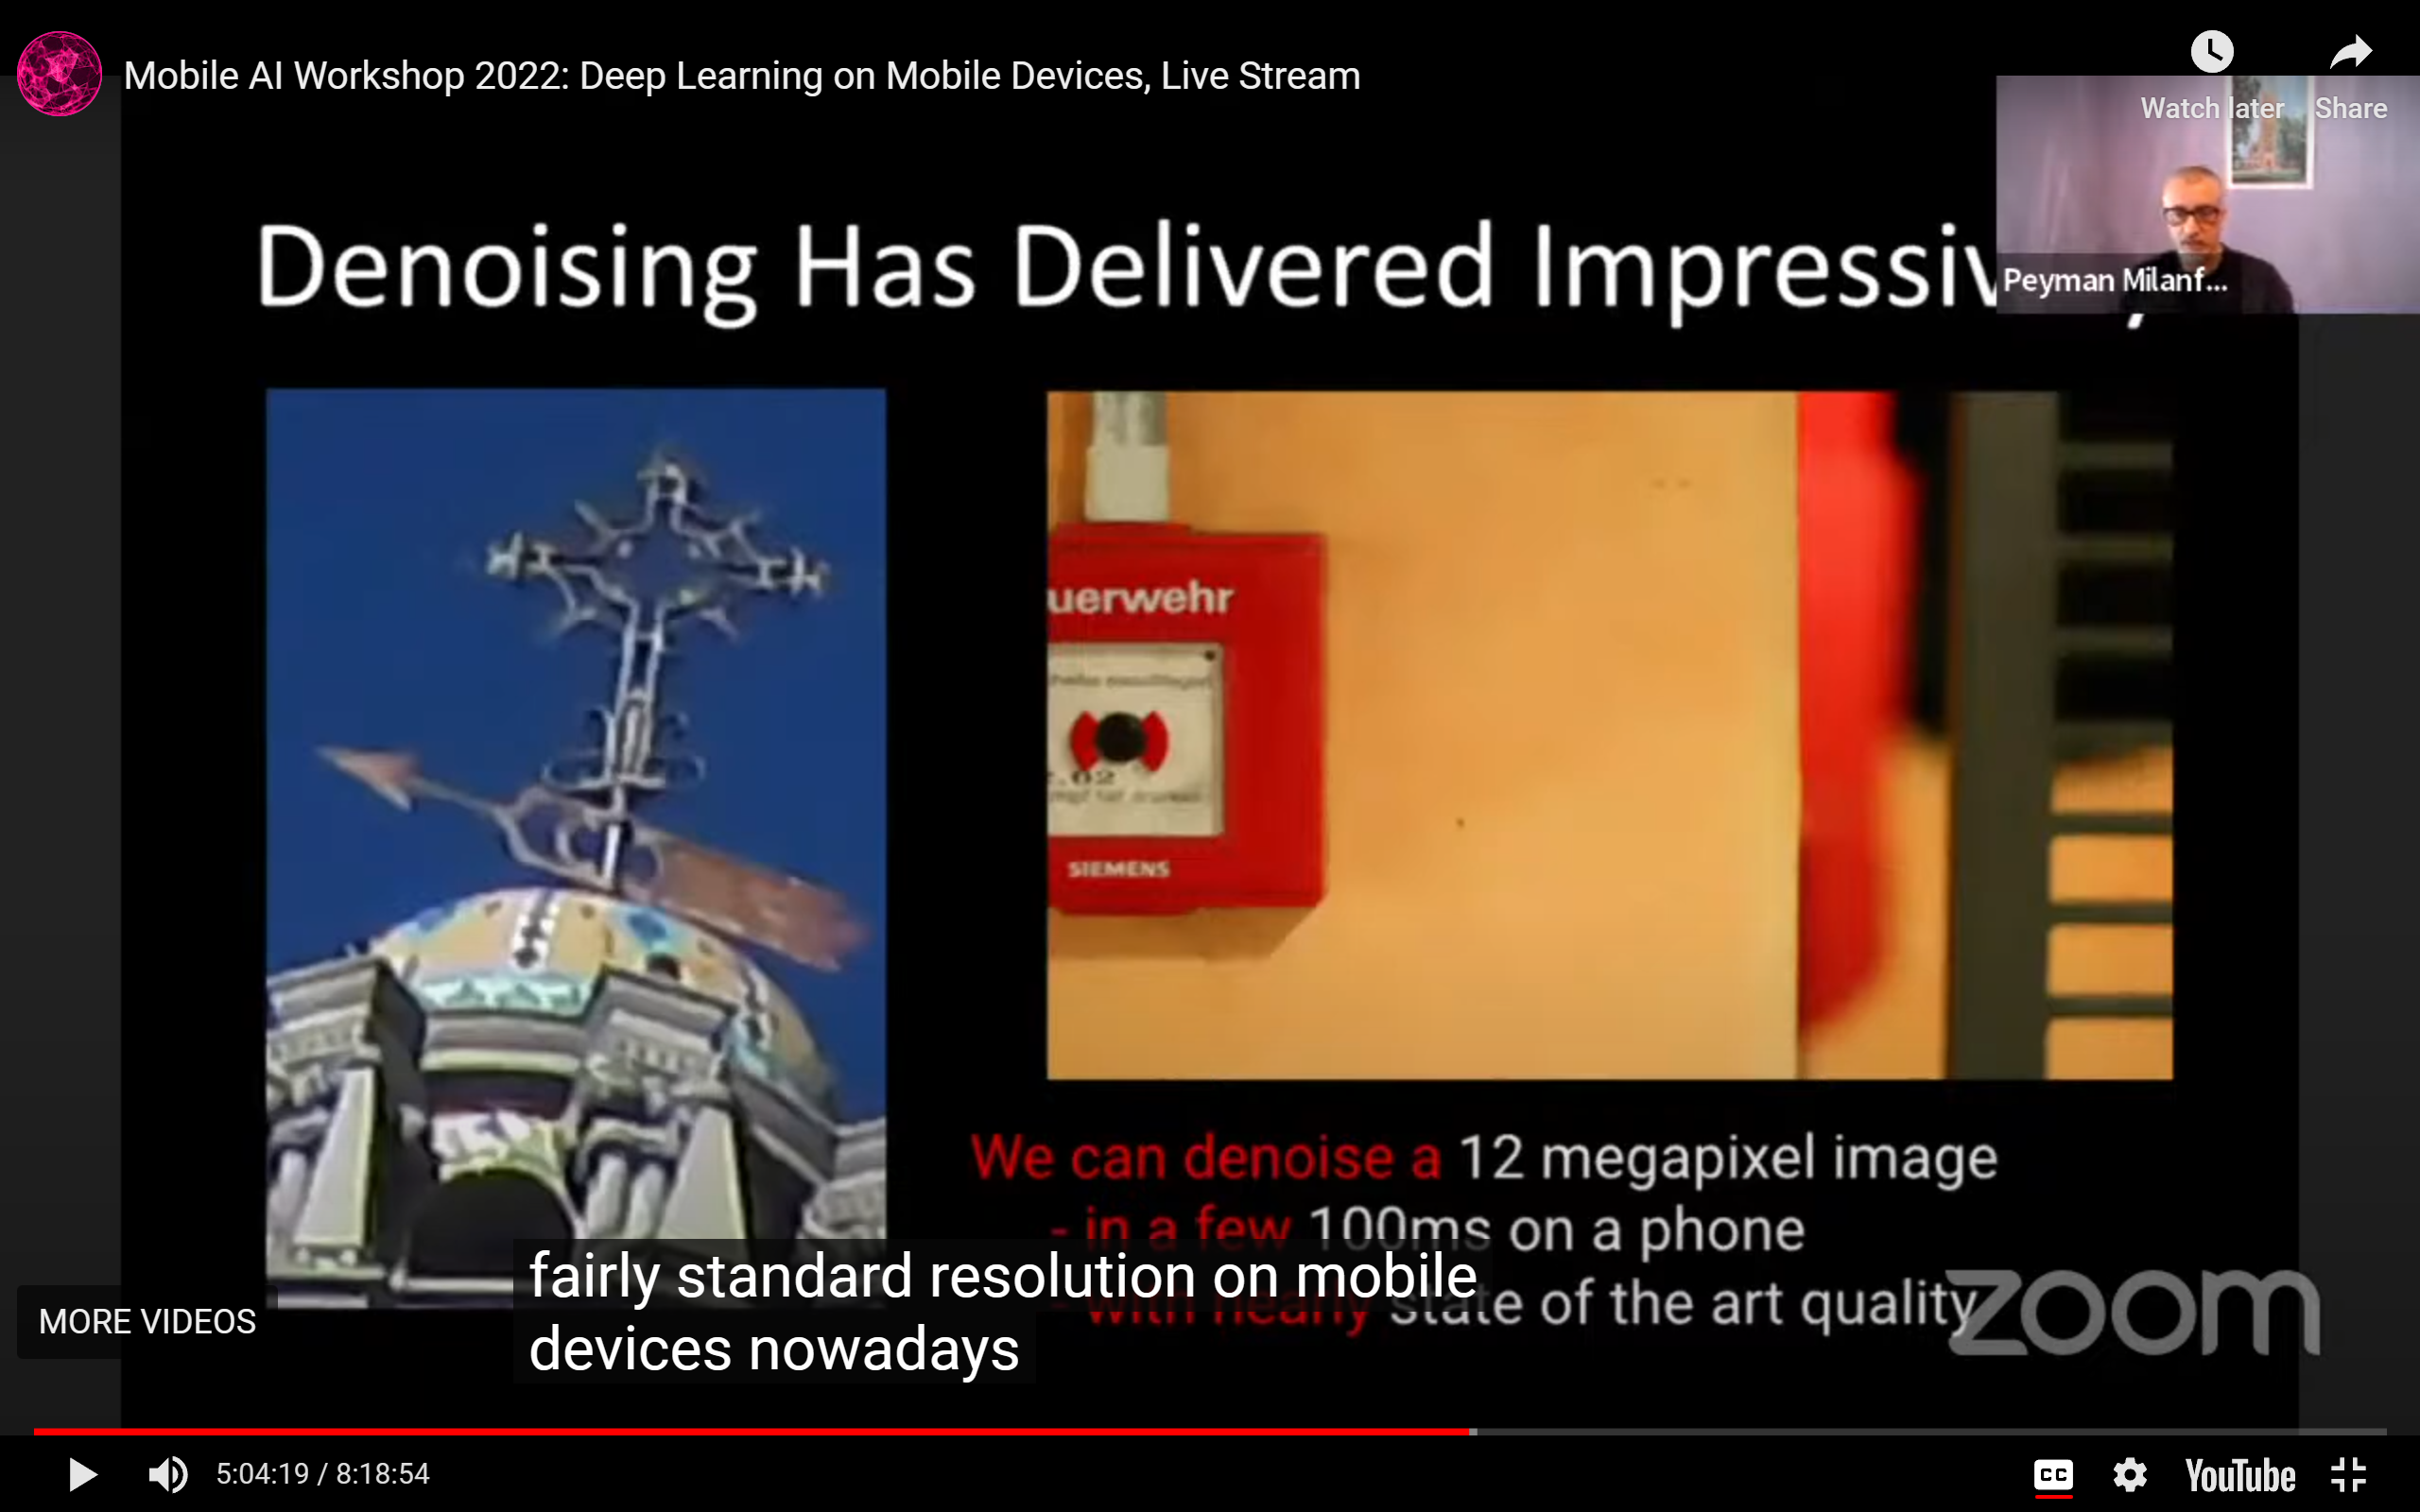 Mobile AI Workshop 2022: Deep Learning on Mobile Devices, Live Stream
Watch later
Share
Peyman Milanf...
Denoising Has Delivered Impressiv
uerwehr
SIEMENS
We can denoise a 12 megapixel image
- in a few 100ms on a phone
- with nearly state of the art quality
fairly standard resolution on mobile
devices nowadays
zoom
MORE VIDEOS
5:04:19 / 8:18:54
CC
YouTube